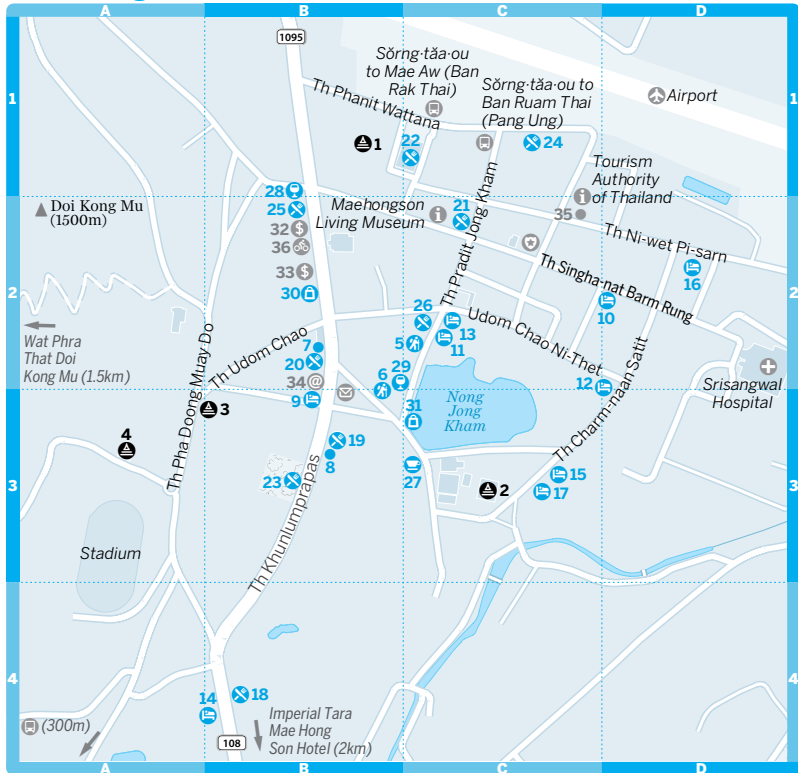 A B C D
1095
Sŏrng-tăa-ou
to Mae Aw (Ban
Rak Thai)
Sŏrng-tăa-ou to
Ban Ruam Thai
(Pang Ung)
Airport
1
1
Th Phanit Wattana
1
22
24
Tourism
Authority
of Thailand
28
Doi Kong Mu
(1500m)
25
Maehongson
Living Museum
21
35
32
36
Th Pradit Jong Kham
Th Ni-wet Pi-sarn
33
Th Singha-nat Barm Rung
16
2
2
30
10
26
Udom Chao Ni-Thet
13
Wat Phra
That Doi
Kong Mu (1.5km)
Th Pha Doong Muay Do
Th Udom Chao
7
5
11
20
6
29
34
12
Srisangwal
Hospital
9
3
31
Nong
Jong
Kham
Th Charm-naan Satit
4
19
8
27
15
23
2
17
3
3
Stadium
Th Khunlumprapas
4
4
14
18
(300m)
Imperial Tara
Mae Hong
Son Hotel (2km)
108
A B C D